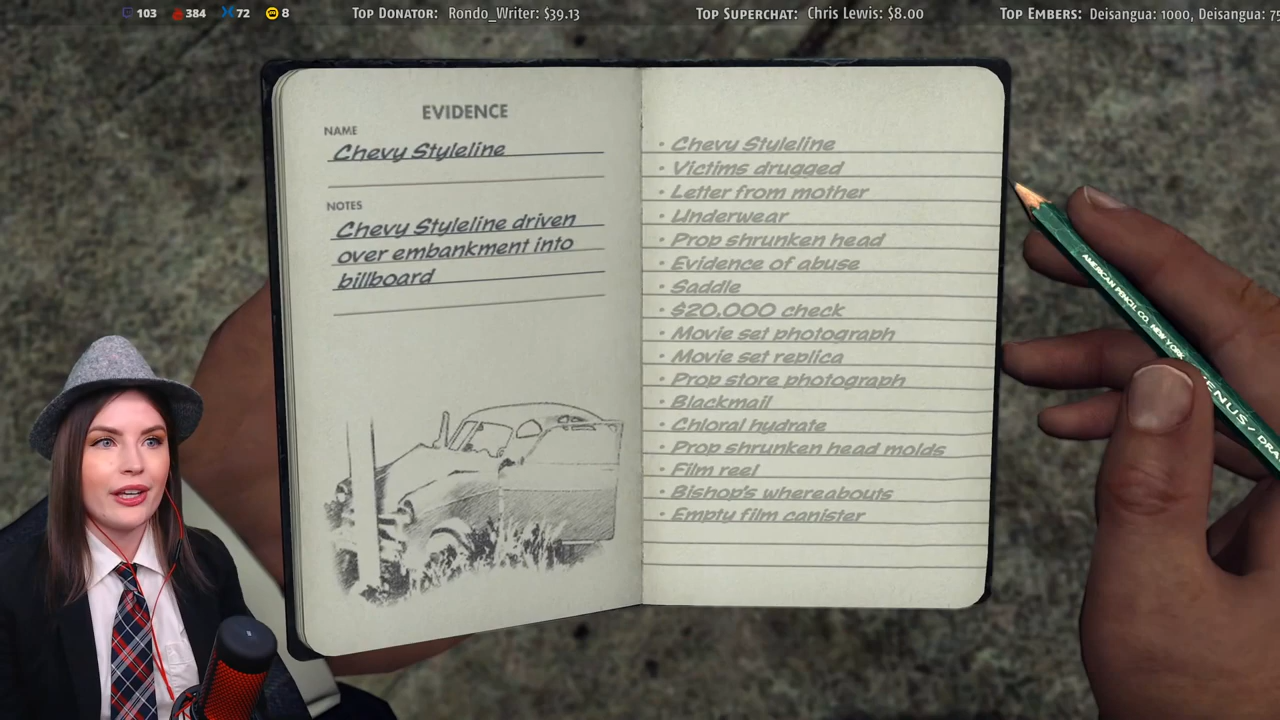 103 384 72 8 TOP DONATOR: Rondo_Writer: $39.13 TOP SUPERCHAT: Chris Lewis: $8.00 TOP EMBERS: Deisangua: 1000, Deisangua: 75
EVIDENCE
NAME
Chevy Styleline
NOTES
Chevy Styleline driven
over embankment into
billboard
• Chevy Styleline
• Victims drugged
• Letter from mother
• Underwear
• Prop shrunken head
• Evidence of abuse
• Saddle
• $20,000 check
• Movie set photograph
• Movie set replica
• Prop store photograph
• Blackmail
• Chloral hydrate
• Prop shrunken head molds
• Film reel
• Bishop's whereabouts
• Empty film canister
AMERICAN PENCIL CO. NEW YORK
VENUS / DRA